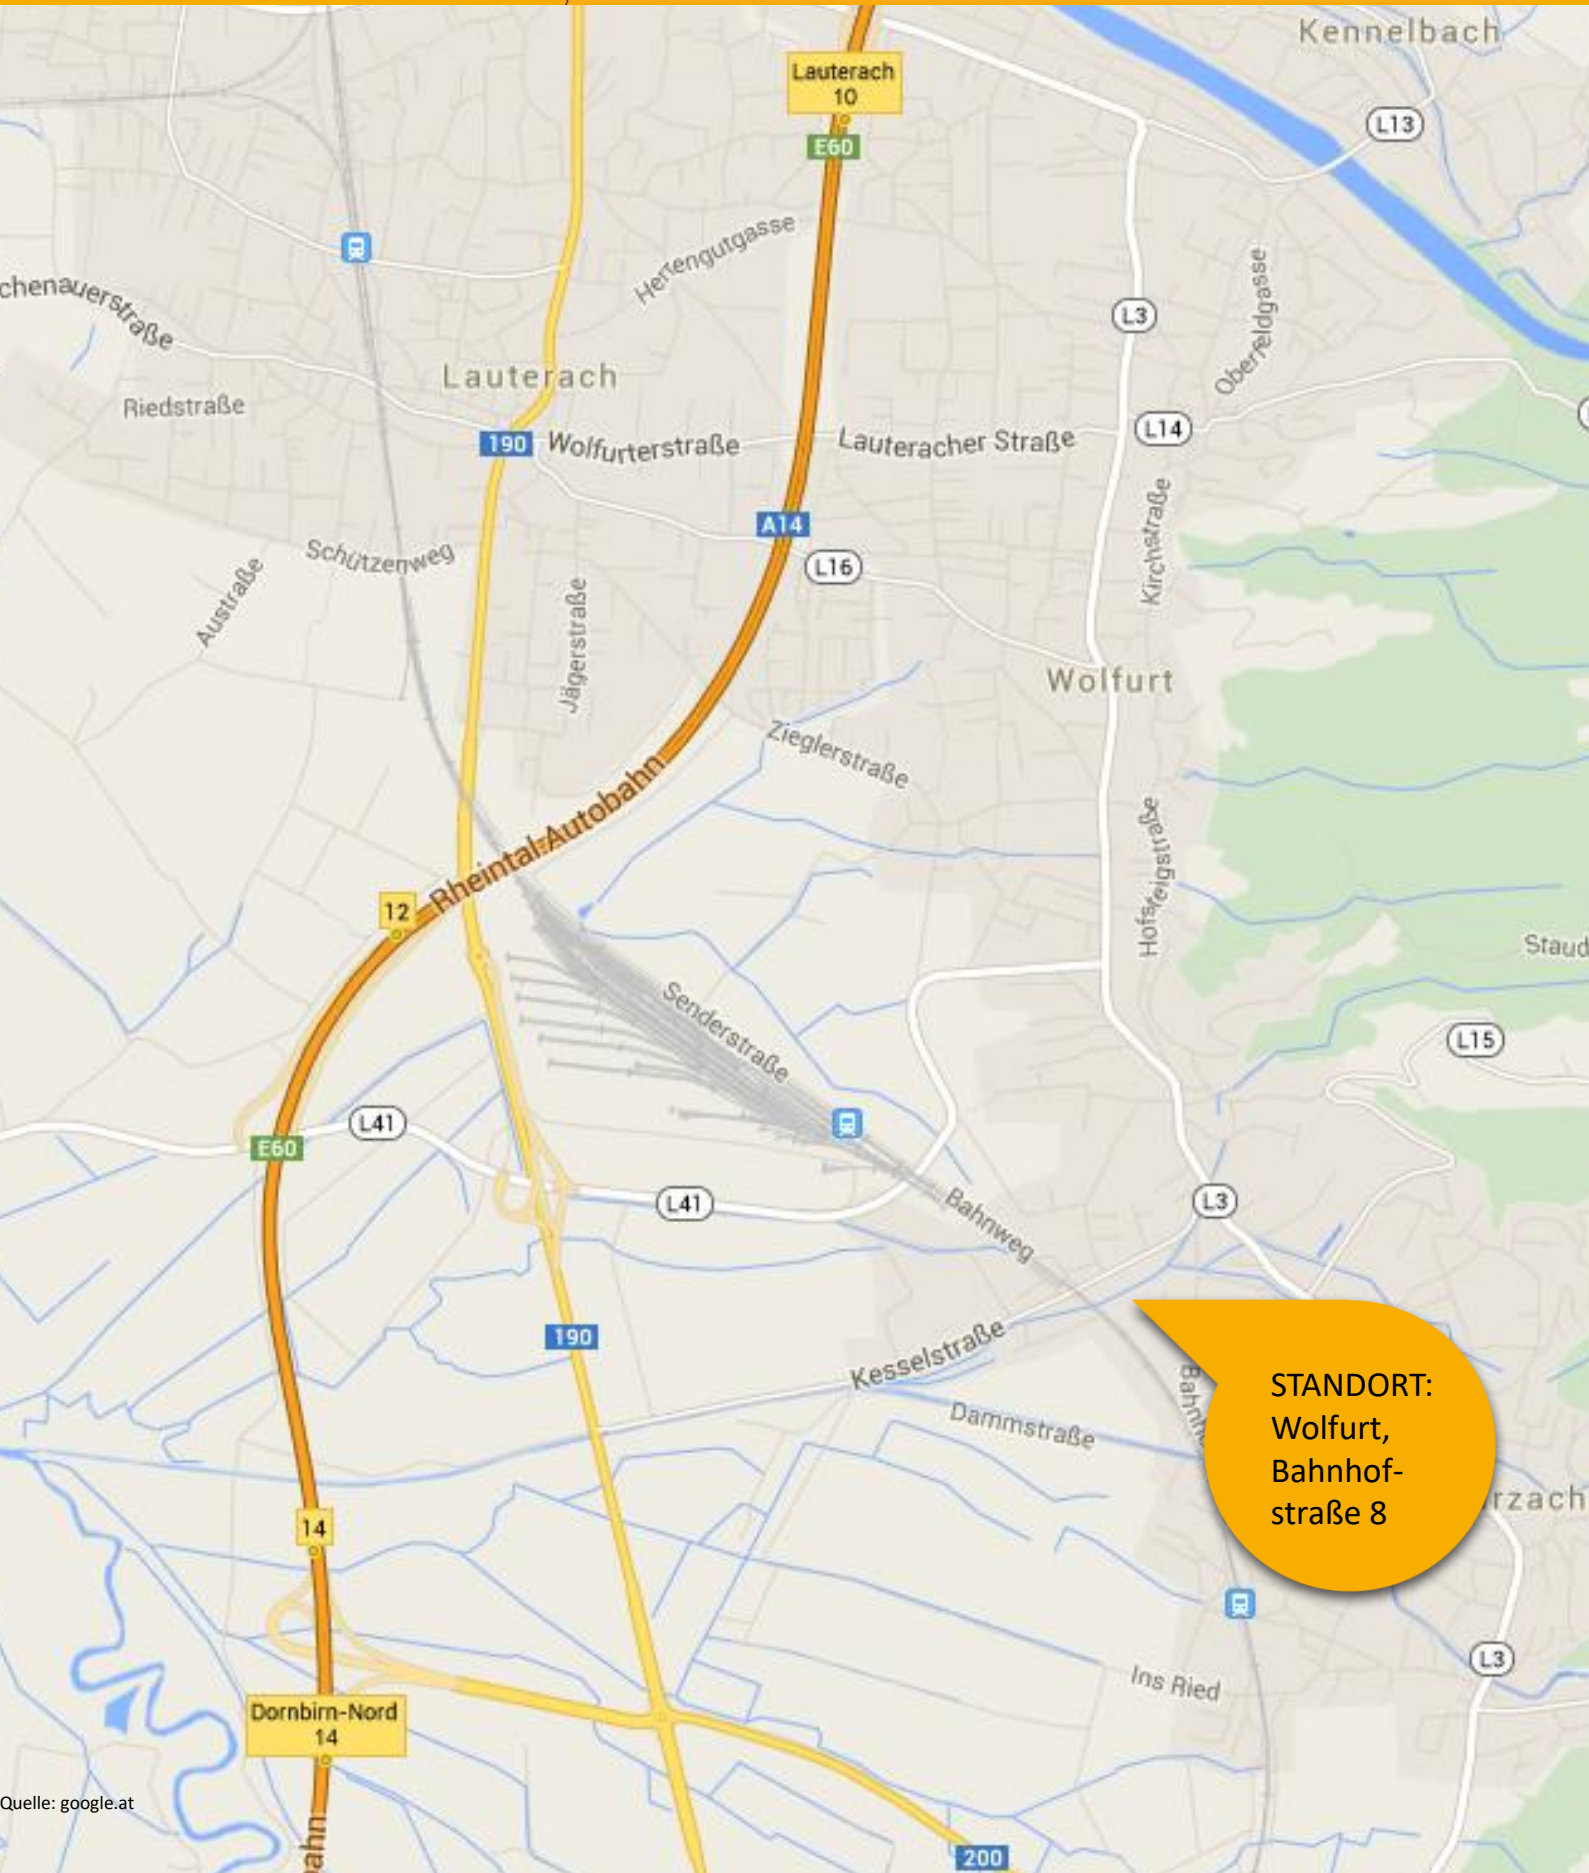 Kennelbach
Lauterach
10
L13
E60
Herrengutgasse
chenauerstraße
Oberfeldgasse
L3
Lauterach
Riedstraße
190
Wolfurterstraße
Lauteracher Straße
L14
Kirchstraße
A14
Schützenweg
L16
Austraße
Jägerstraße
Wolfurt
Zieglerstraße
Rheintal Autobahn
Hofsteigstraße
12
Staud
Senderstraße
L15
L41
E60
L41
L3
Bahnweg
190
Kesselstraße
Dammstraße
STANDORT:
Wolfurt,
Bahnhof-
straße 8
rzach
14
Ins Ried
L3
Dornbirn-Nord
14
Quelle: google.at
ahn
200